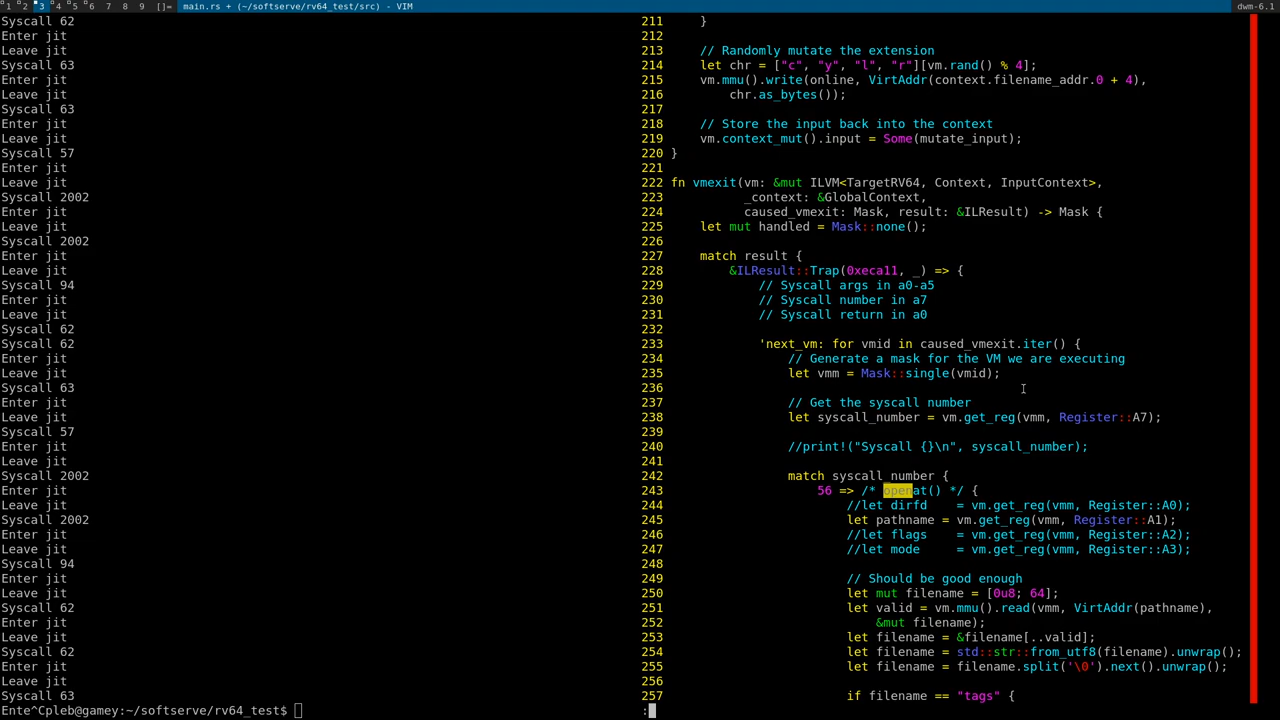 1 2 3 4 5 6 7 8 9 []= main.rs + (~/softserve/rv64_test/src) - VIM dwm-6.1
Syscall 62
Enter jit
Leave jit
Syscall 63
Enter jit
Leave jit
Syscall 63
Enter jit
Leave jit
Syscall 57
Enter jit
Leave jit
Syscall 2002
Enter jit
Leave jit
Syscall 2002
Enter jit
Leave jit
Syscall 94
Enter jit
Leave jit
Syscall 62
Syscall 62
Enter jit
Leave jit
Syscall 63
Enter jit
Leave jit
Syscall 57
Enter jit
Leave jit
Syscall 2002
Enter jit
Leave jit
Syscall 2002
Enter jit
Leave jit
Syscall 94
Enter jit
Leave jit
Syscall 62
Enter jit
Leave jit
Syscall 62
Enter jit
Leave jit
Syscall 63
Ente^Cpleb@gamey:~/softserve/rv64_test$
211     }
212
213     // Randomly mutate the extension
214     let chr = ["c", "y", "l", "r"][vm.rand() % 4];
215     vm.mmu().write(online, VirtAddr(context.filename_addr.0 + 4),
216         chr.as_bytes());
217
218     // Store the input back into the context
219     vm.context_mut().input = Some(mutate_input);
220 }
221
222 fn vmexit(vm: &mut ILVM<TargetRV64, Context, InputContext>,
223           _context: &GlobalContext,
224           caused_vmexit: Mask, result: &ILResult) -> Mask {
225     let mut handled = Mask::none();
226
227     match result {
228         &ILResult::Trap(0xeca11, _) => {
229             // Syscall args in a0-a5
230             // Syscall number in a7
231             // Syscall return in a0
232
233             'next_vm: for vmid in caused_vmexit.iter() {
234                 // Generate a mask for the VM we are executing
235                 let vmm = Mask::single(vmid);
236
237                 // Get the syscall number
238                 let syscall_number = vm.get_reg(vmm, Register::A7);
239
240                 //print!("Syscall {}\n", syscall_number);
241
242                 match syscall_number {
243                     56 => /* openat() */ {
244                         //let dirfd    = vm.get_reg(vmm, Register::A0);
245                         let pathname = vm.get_reg(vmm, Register::A1);
246                         //let flags    = vm.get_reg(vmm, Register::A2);
247                         //let mode     = vm.get_reg(vmm, Register::A3);
248
249                         // Should be good enough
250                         let mut filename = [0u8; 64];
251                         let valid = vm.mmu().read(vmm, VirtAddr(pathname),
252                             &mut filename);
253                         let filename = &filename[..valid];
254                         let filename = std::str::from_utf8(filename).unwrap();
255                         let filename = filename.split('\0').next().unwrap();
256
257                         if filename == "tags" {
: